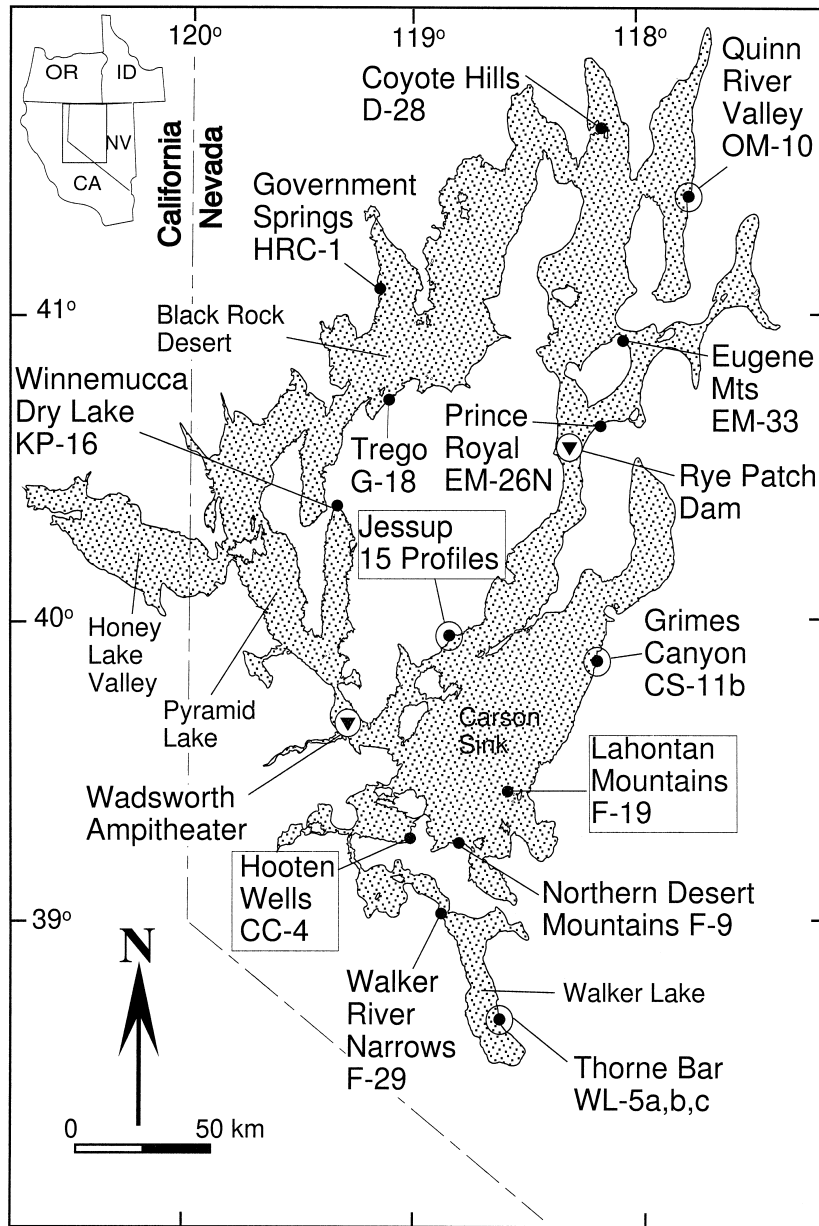 120°
119°
118°
OR
ID
NV
CA
California
Nevada
Coyote Hills
D-28
Quinn
River
Valley
OM-10
Government
Springs
HRC-1
41°
Black Rock
Desert
Winnemucca
Dry Lake
KP-16
Trego
G-18
Prince
Royal
EM-26N
Eugene
Mts
EM-33
Rye Patch
Dam
Jessup
15 Profiles
40°
Honey
Lake
Valley
Pyramid
Lake
Grimes
Canyon
CS-11b
Carson
Sink
Lahontan
Mountains
F-19
Wadsworth
Ampitheater
Hooten
Wells
CC-4
Northern Desert
Mountains F-9
39°
N
Walker
River
Narrows
F-29
Walker Lake
Thorne Bar
WL-5a,b,c
0 50 km